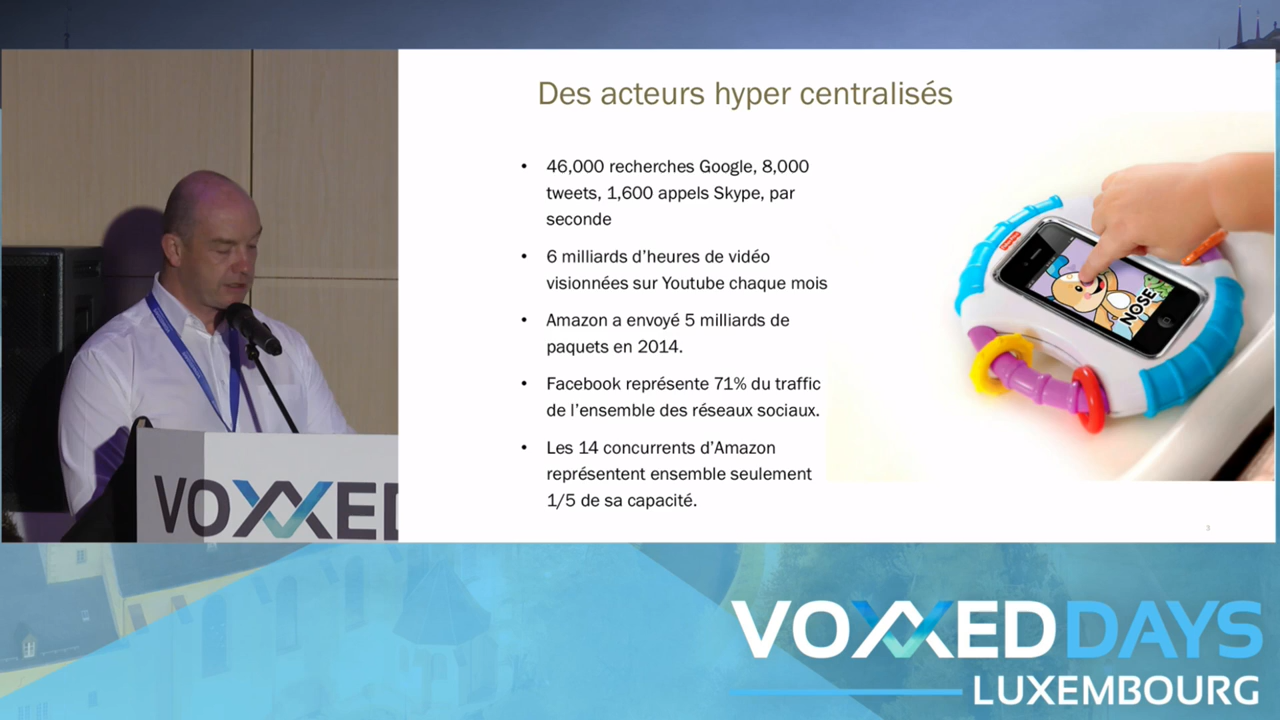 Des acteurs hyper centralisés
• 46,000 recherches Google, 8,000
tweets, 1,600 appels Skype, par
seconde
• 6 milliards d’heures de vidéo
visionnées sur Youtube chaque mois
• Amazon a envoyé 5 milliards de
paquets en 2014.
• Facebook représente 71% du traffic
de l’ensemble des réseaux sociaux.
• Les 14 concurrents d’Amazon
représentent ensemble seulement
1/5 de sa capacité.
NOSE
3
VOXXED
VOXXED DAYS
LUXEMBOURG